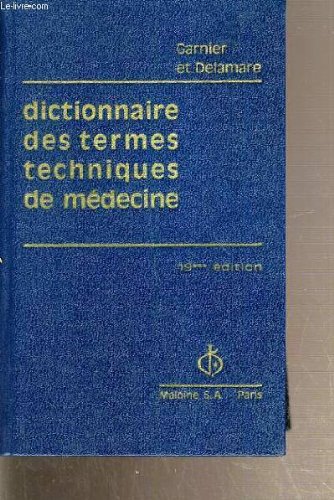 Garnier
et Delamare
dictionnaire
des termes
techniques
de médecine
19ème édition
Maloine S.A. Paris
le-livre.com